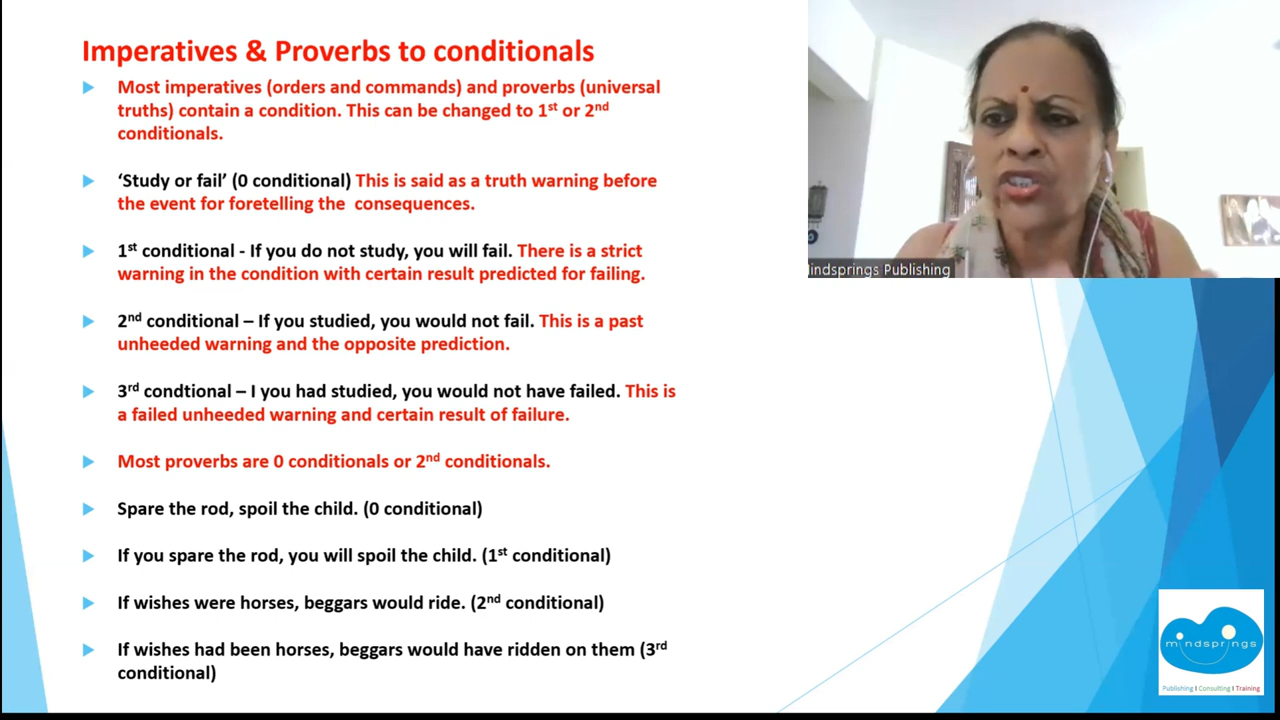 Imperatives & Proverbs to conditionals
Most imperatives (orders and commands) and proverbs (universal
truths) contain a condition. This can be changed to 1st or 2nd
conditionals.
‘Study or fail’ (0 conditional) This is said as a truth warning before
the event for foretelling the consequences.
1st conditional - If you do not study, you will fail. There is a strict
warning in the condition with certain result predicted for failing.
2nd conditional – If you studied, you would not fail. This is a past
unheeded warning and the opposite prediction.
3rd condtional – I you had studied, you would not have failed. This is
a failed unheeded warning and certain result of failure.
Most proverbs are 0 conditionals or 2nd conditionals.
Spare the rod, spoil the child. (0 conditional)
If you spare the rod, you will spoil the child. (1st conditional)
If wishes were horses, beggars would ride. (2nd conditional)
If wishes had been horses, beggars would have ridden on them (3rd
conditional)
indsprings Publishing
mindsprings
Publishing I Consulting I Training